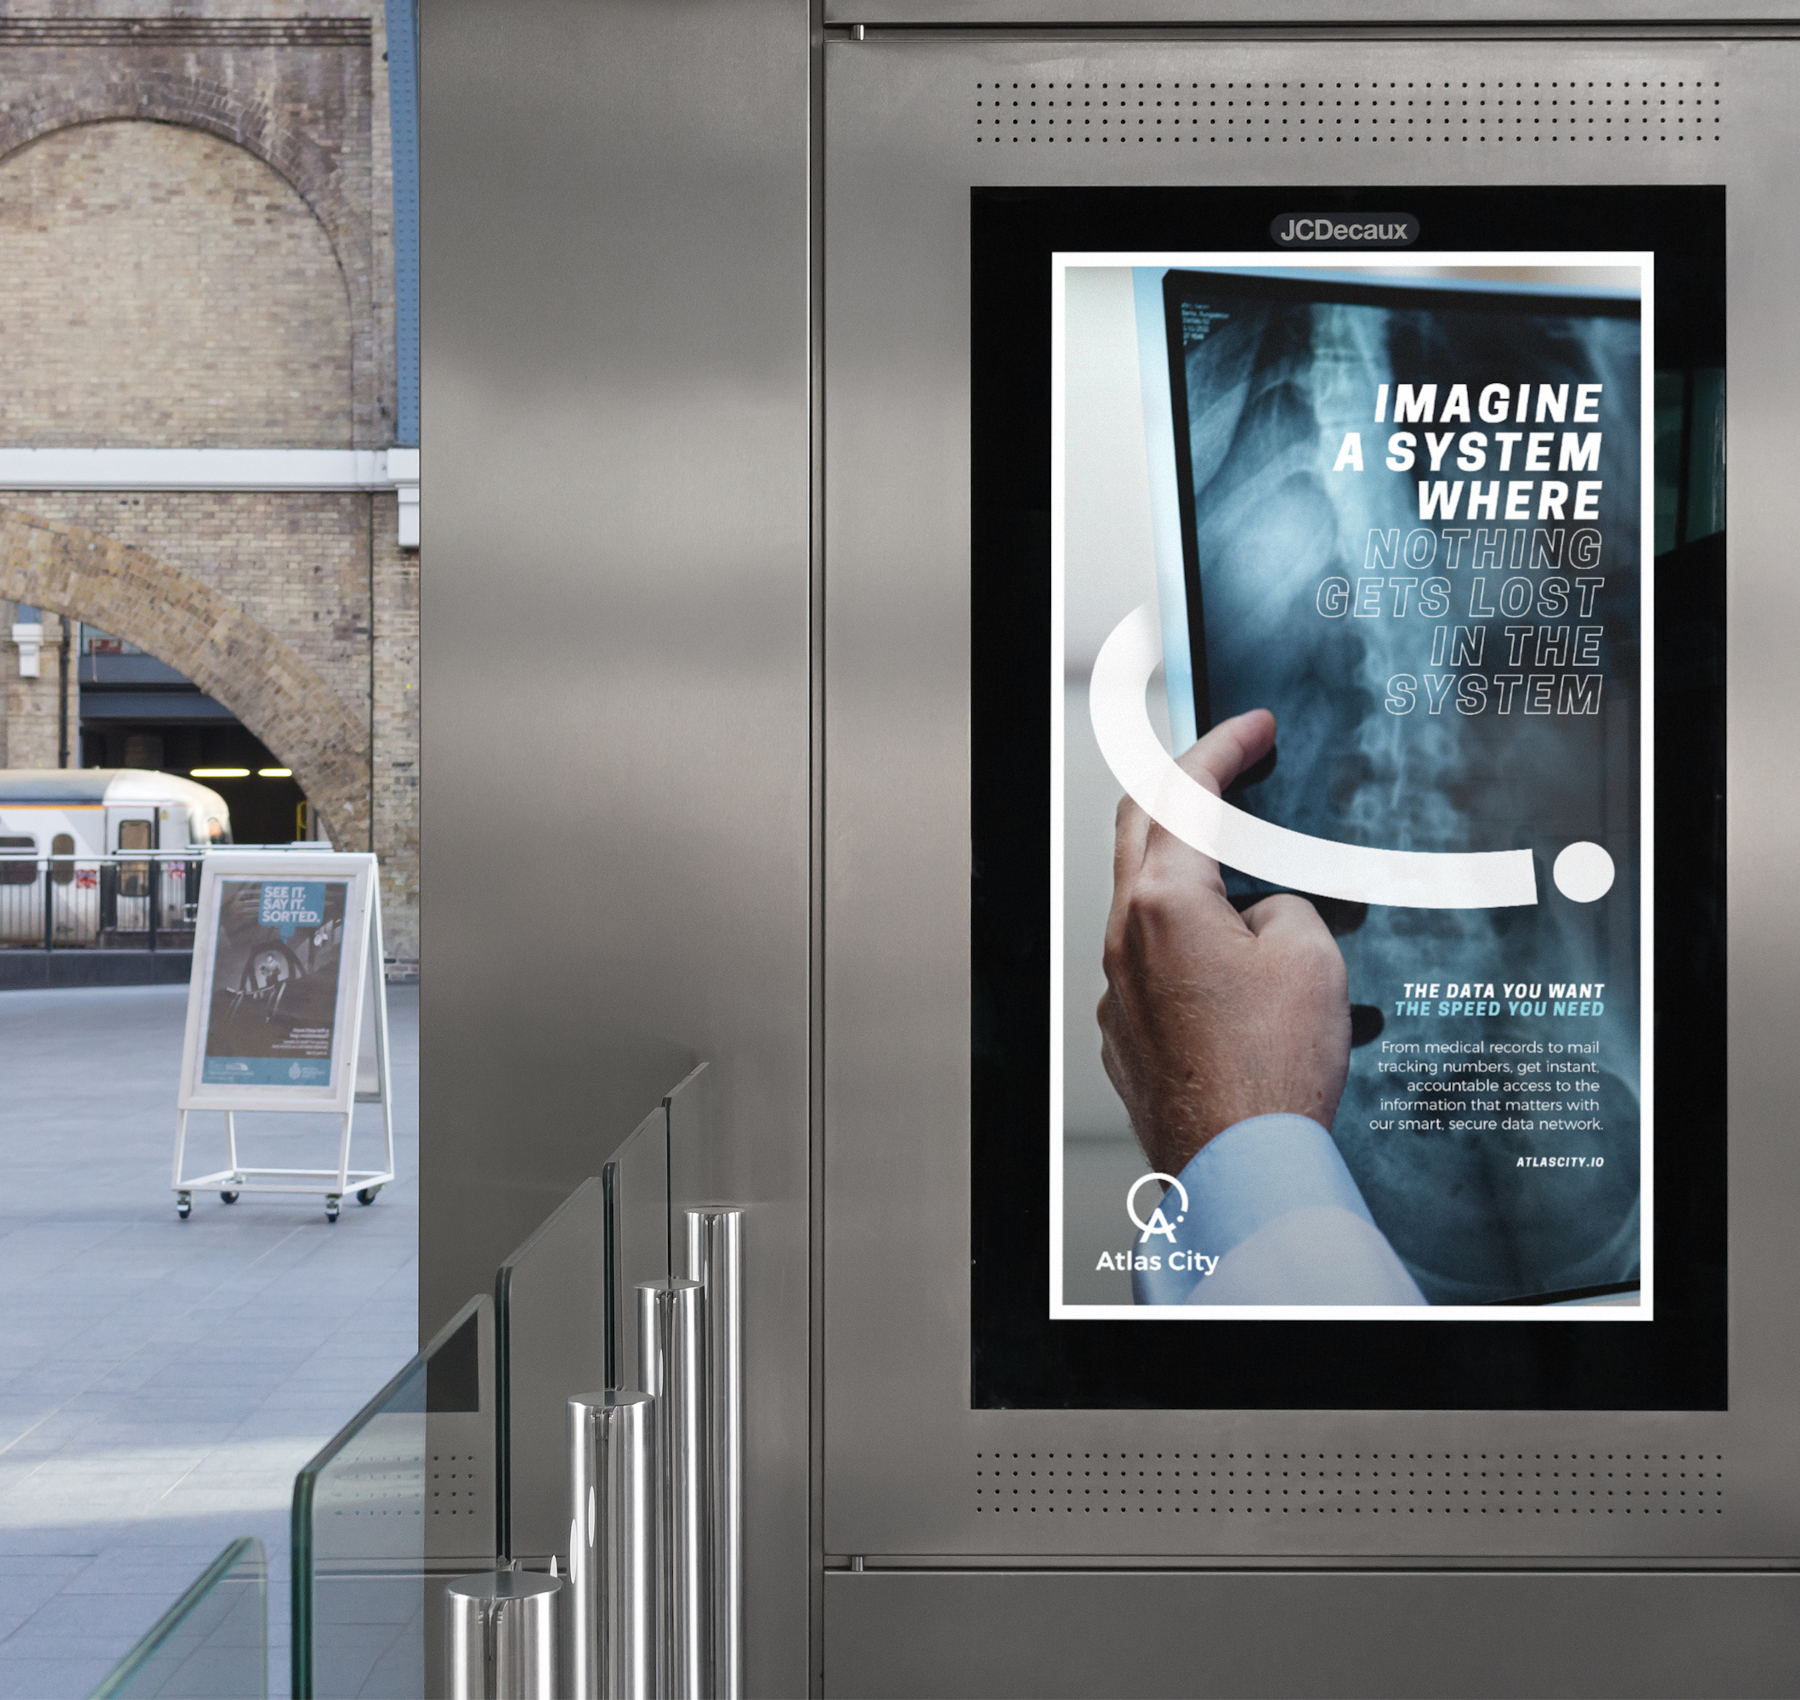 JCDecaux
IMAGINE
A SYSTEM
WHERE
NOTHING
GETS LOST
IN THE
SYSTEM
THE DATA YOU WANT
THE SPEED YOU NEED
From medical records to mail
tracking numbers, get instant,
accountable access to the
information that matters with
our smart, secure data network.
ATLASCITY.IO
A
Atlas City
SEE IT.
SAY IT.
SORTED.